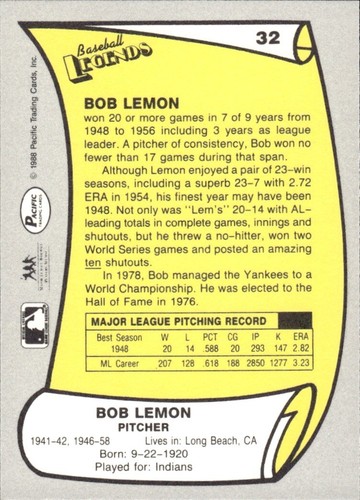 32
Baseball
LEGENDS
© 1988 Pacific Trading Cards, Inc.
PACIFIC
BOB LEMON
won 20 or more games in 7 of 9 years from
1948 to 1956 including 3 years as league
leader. A pitcher of consistency, Bob won no
fewer than 17 games during that span.
Although Lemon enjoyed a pair of 23-win
seasons, including a superb 23-7 with 2.72
ERA in 1954, his finest year may have been
1948. Not only was "Lem's" 20-14 with AL-
leading totals in complete games, innings and
shutouts, but he threw a no-hitter, won two
World Series games and posted an amazing
ten shutouts.
In 1978, Bob managed the Yankees to a
World Championship. He was elected to the
Hall of Fame in 1976.
MAJOR LEAGUE PITCHING RECORD
Best Season W L PCT CG IP K ERA
1948 20 14 .588 20 293 147 2.82
ML Career 207 128 .618 188 2850 1277 3.23
BOB LEMON
PITCHER
1941-42, 1946-58 Lives in: Long Beach, CA
Born: 9-22-1920
Played for: Indians